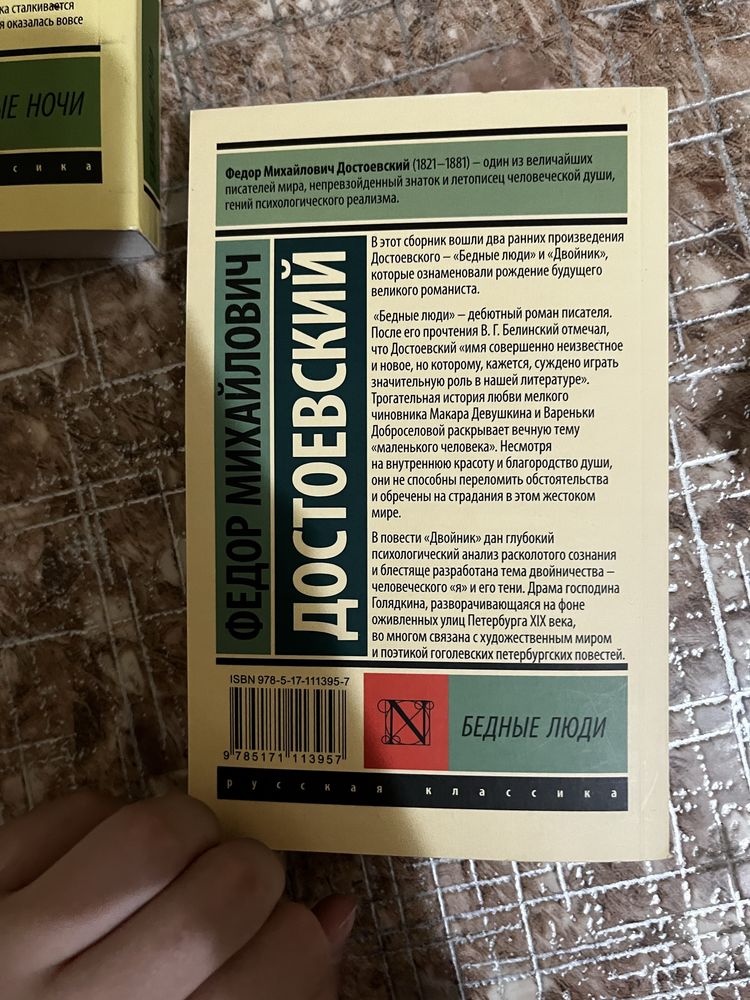 ка сталкивается
я оказалась вовсе
ЫЕ НОЧИ
с и к а
Федор Михайлович Достоевский (1821–1881) – один из величайших
писателей мира, непревзойденный знаток и летописец человеческой души,
гений психологического реализма.
ФЕДОР МИХАЙЛОВИЧ
ДОСТОЕВСКИЙ
В этот сборник вошли два ранних произведения
Достоевского – «Бедные люди» и «Двойник»,
которые ознаменовали рождение будущего
великого романиста.
«Бедные люди» – дебютный роман писателя.
После его прочтения В. Г. Белинский отмечал,
что Достоевский «имя совершенно неизвестное
и новое, но которому, кажется, суждено играть
значительную роль в нашей литературе».
Трогательная история любви мелкого
чиновника Макара Девушкина и Вареньки
Доброселовой раскрывает вечную тему
«маленького человека». Несмотря
на внутреннюю красоту и благородство души,
они не способны переломить обстоятельства
и обречены на страдания в этом жестоком
мире.
В повести «Двойник» дан глубокий
психологический анализ расколотого сознания
и блестяще разработана тема двойничества –
человеческого «я» и его тени. Драма господина
Голядкина, разворачивающаяся на фоне
оживленных улиц Петербурга XIX века,
во многом связана с художественным миром
и поэтикой гоголевских петербургских повестей.
ISBN 978-5-17-111395-7
9 785171 113957
N
БЕДНЫЕ ЛЮДИ
русская классика